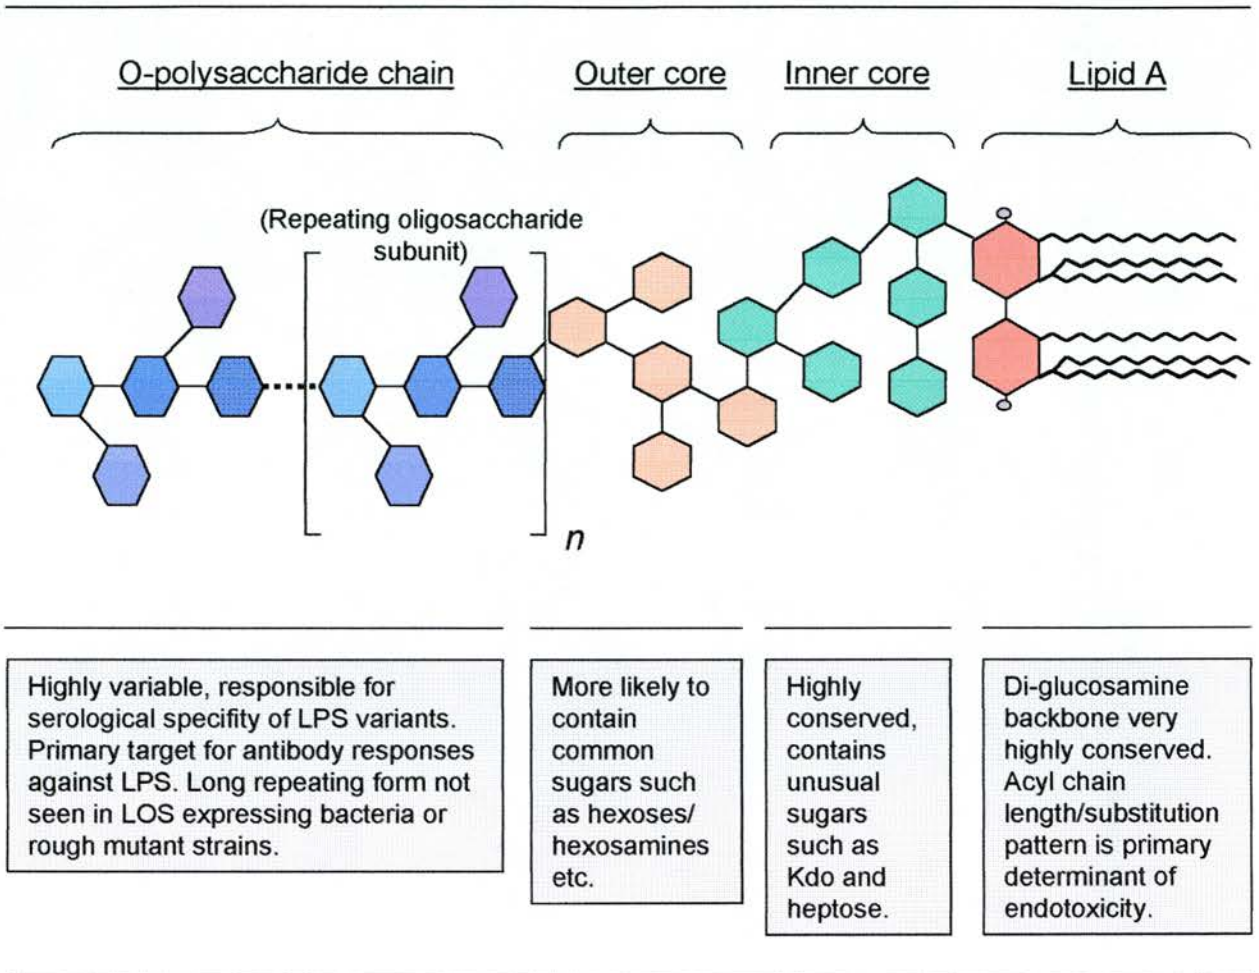 O-polysaccharide chain
Outer core
Inner core
Lipid A
(Repeating oligosaccharide
subunit)
n
Highly variable, responsible for
serological specifity of LPS variants.
Primary target for antibody responses
against LPS. Long repeating form not
seen in LOS expressing bacteria or
rough mutant strains.
More likely to
contain
common
sugars such
as hexoses/
hexosamines
etc.
Highly
conserved,
contains
unusual
sugars
such as
Kdo and
heptose.
Di-glucosamine
backbone very
highly conserved.
Acyl chain
length/substitution
pattern is primary
determinant of
endotoxicity.